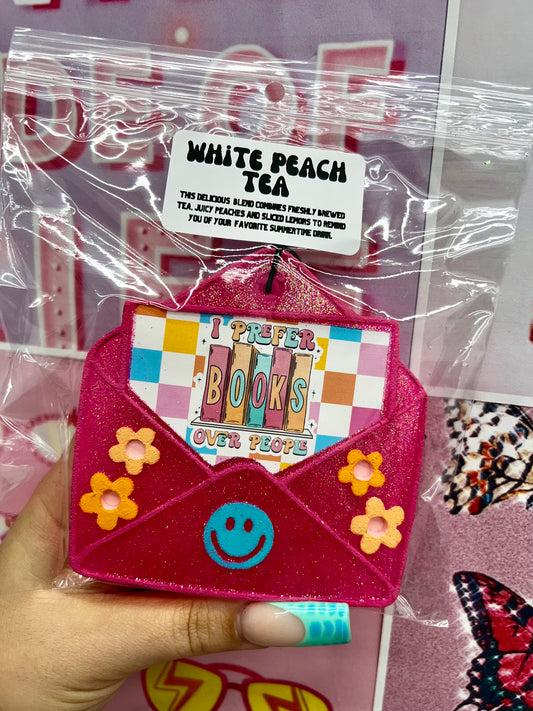 WHITE PEACH
TEA
THIS DELICIOUS BLEND COMBINES FRESHLY BREWED
TEA, JUICY PEACHES AND SLICED LEMONS TO REMIND
YOU OF YOUR FAVORITE SUMMERTIME DRINK.
I PREFER
BOOKS
OVER PEOPLE